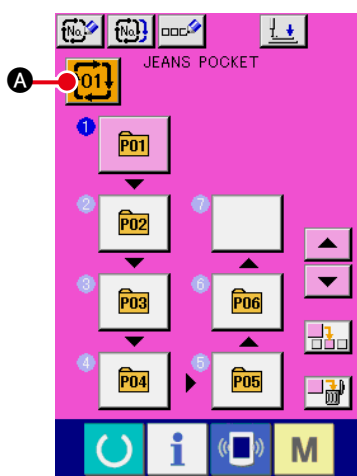 No. No.
A
01
JEANS POCKET
1 P01
2 P02
7
3 P03
6 P06
4 P04
5 P05
i M